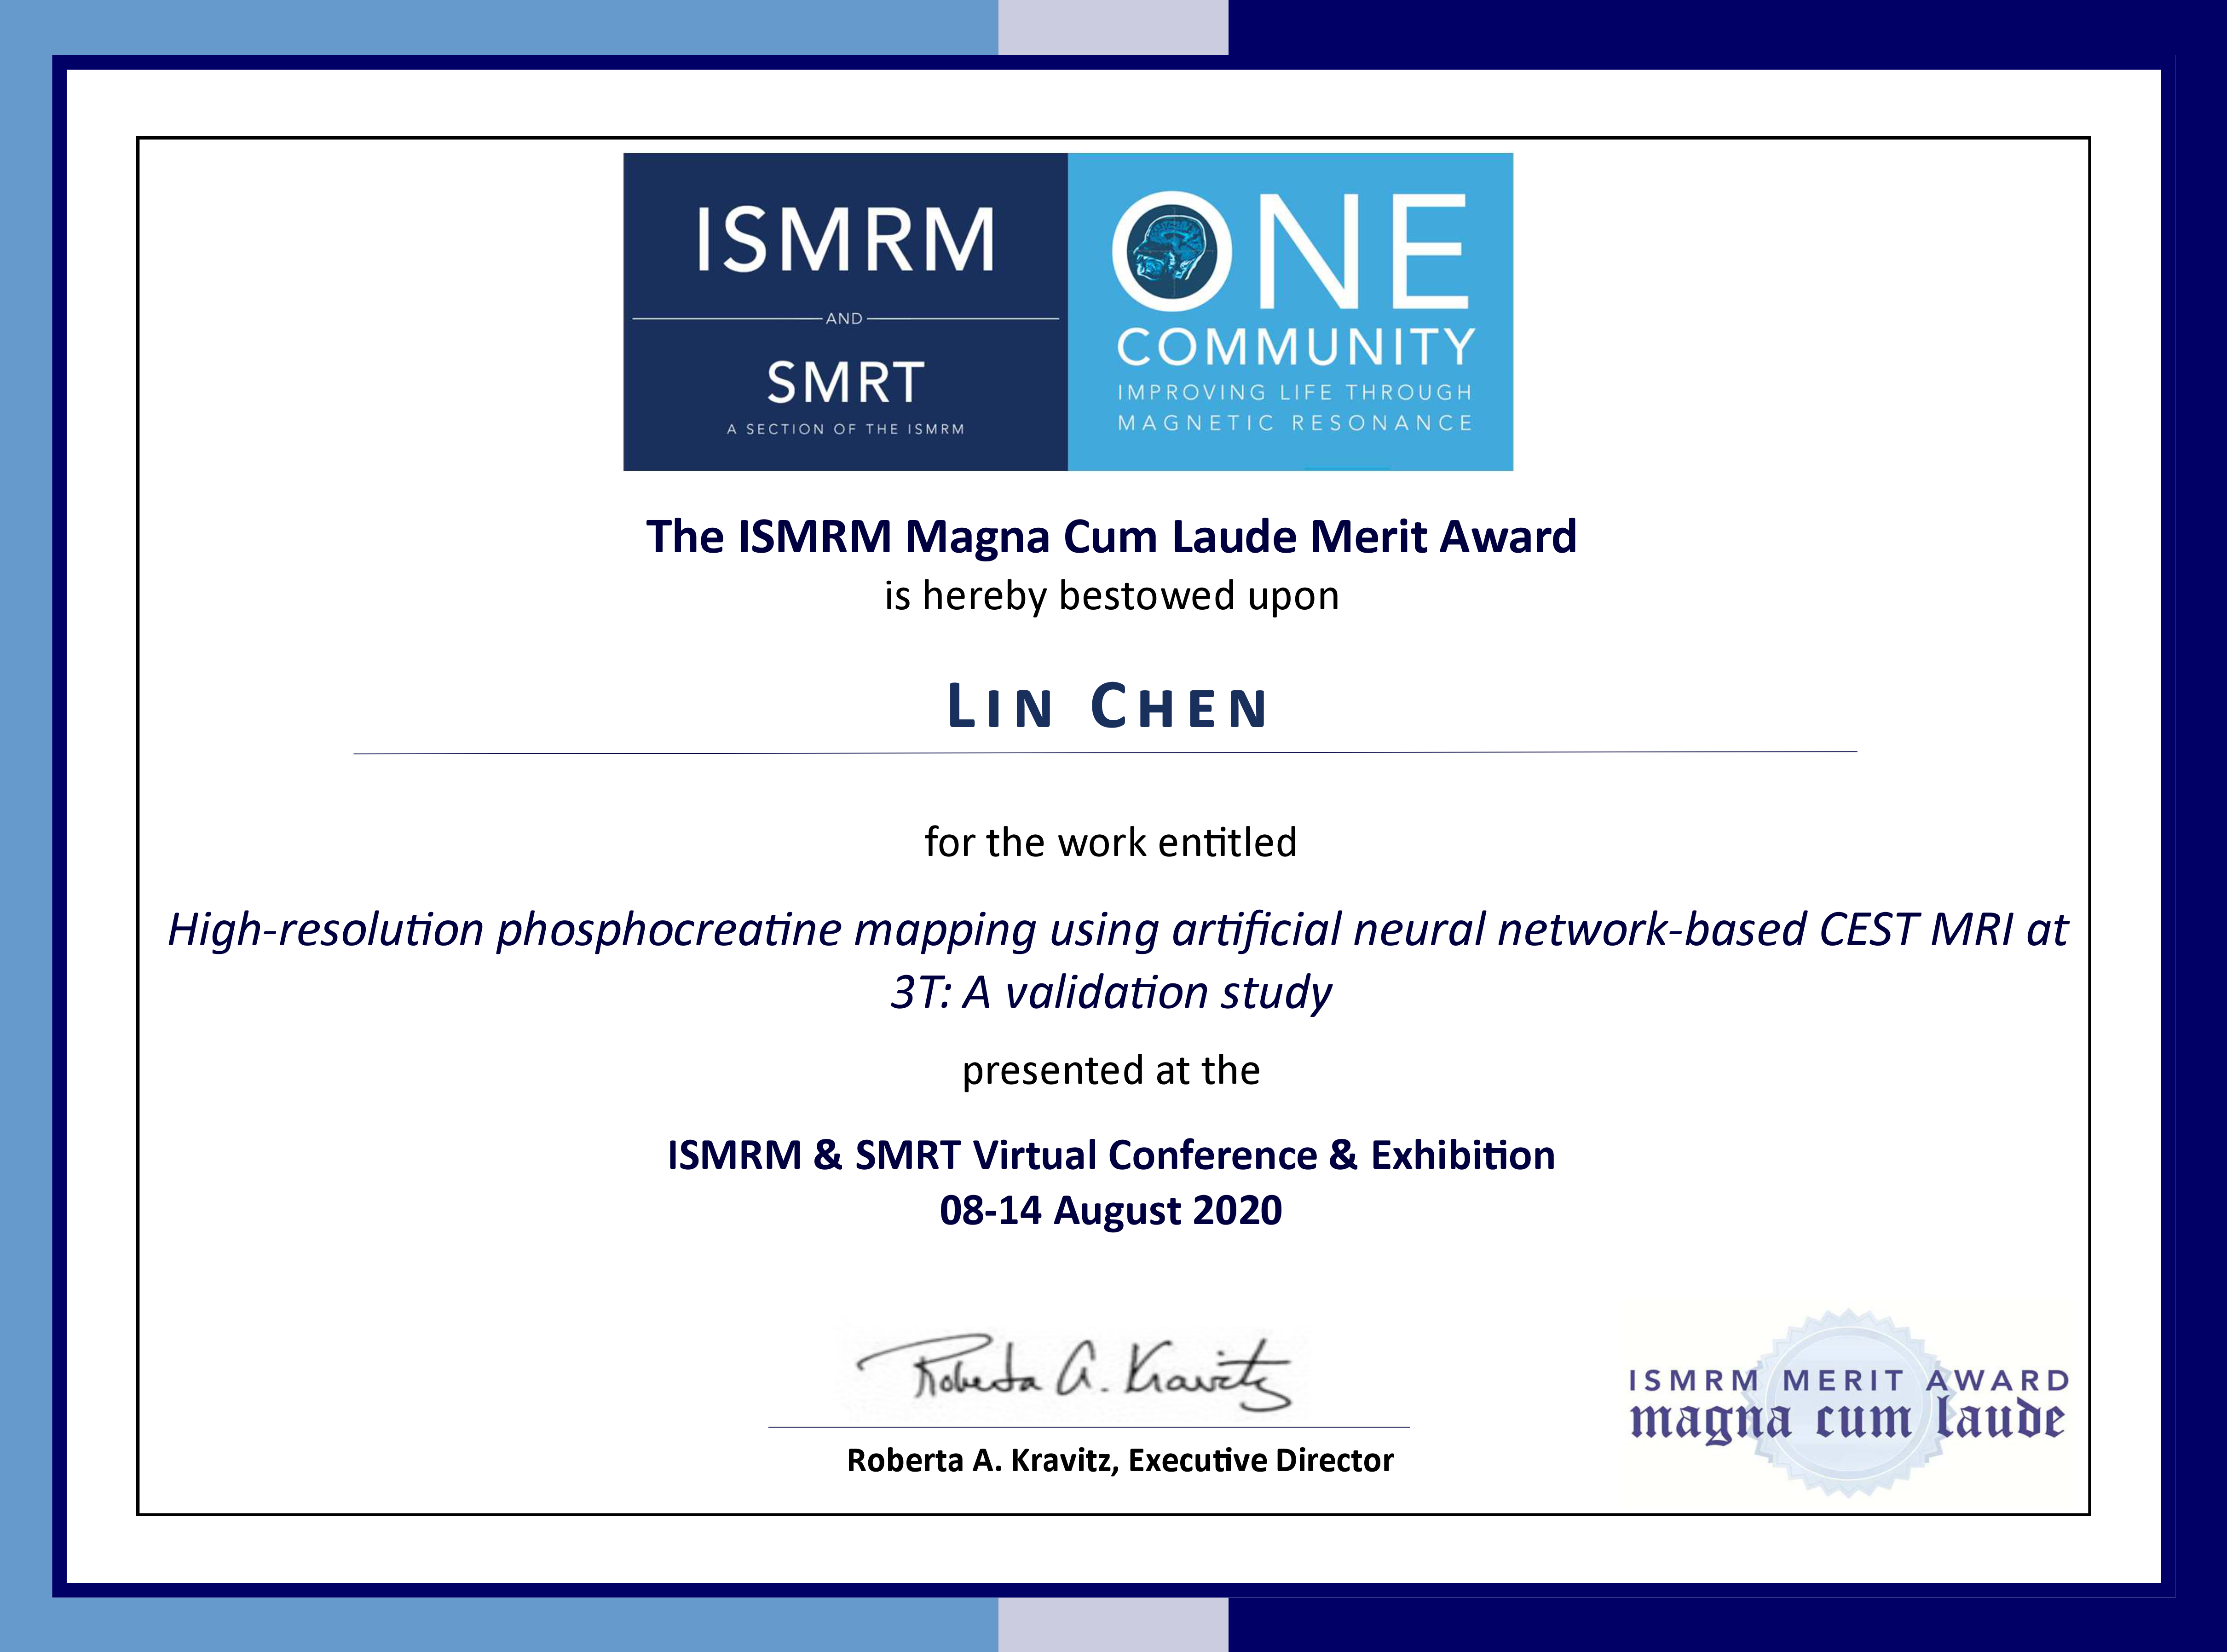 ISMRM
AND
SMRT
A SECTION OF THE ISMRM
ONE
COMMUNITY
IMPROVING LIFE THROUGH
MAGNETIC RESONANCE
The ISMRM Magna Cum Laude Merit Award
is hereby bestowed upon
LIN CHEN
for the work entitled
High-resolution phosphocreatine mapping using artificial neural network-based CEST MRI at
3T: A validation study
presented at the
ISMRM & SMRT Virtual Conference & Exhibition
08-14 August 2020
Roberta A. Kravitz
Roberta A. Kravitz, Executive Director
ISMRM MERIT AWARD
magna cum laude